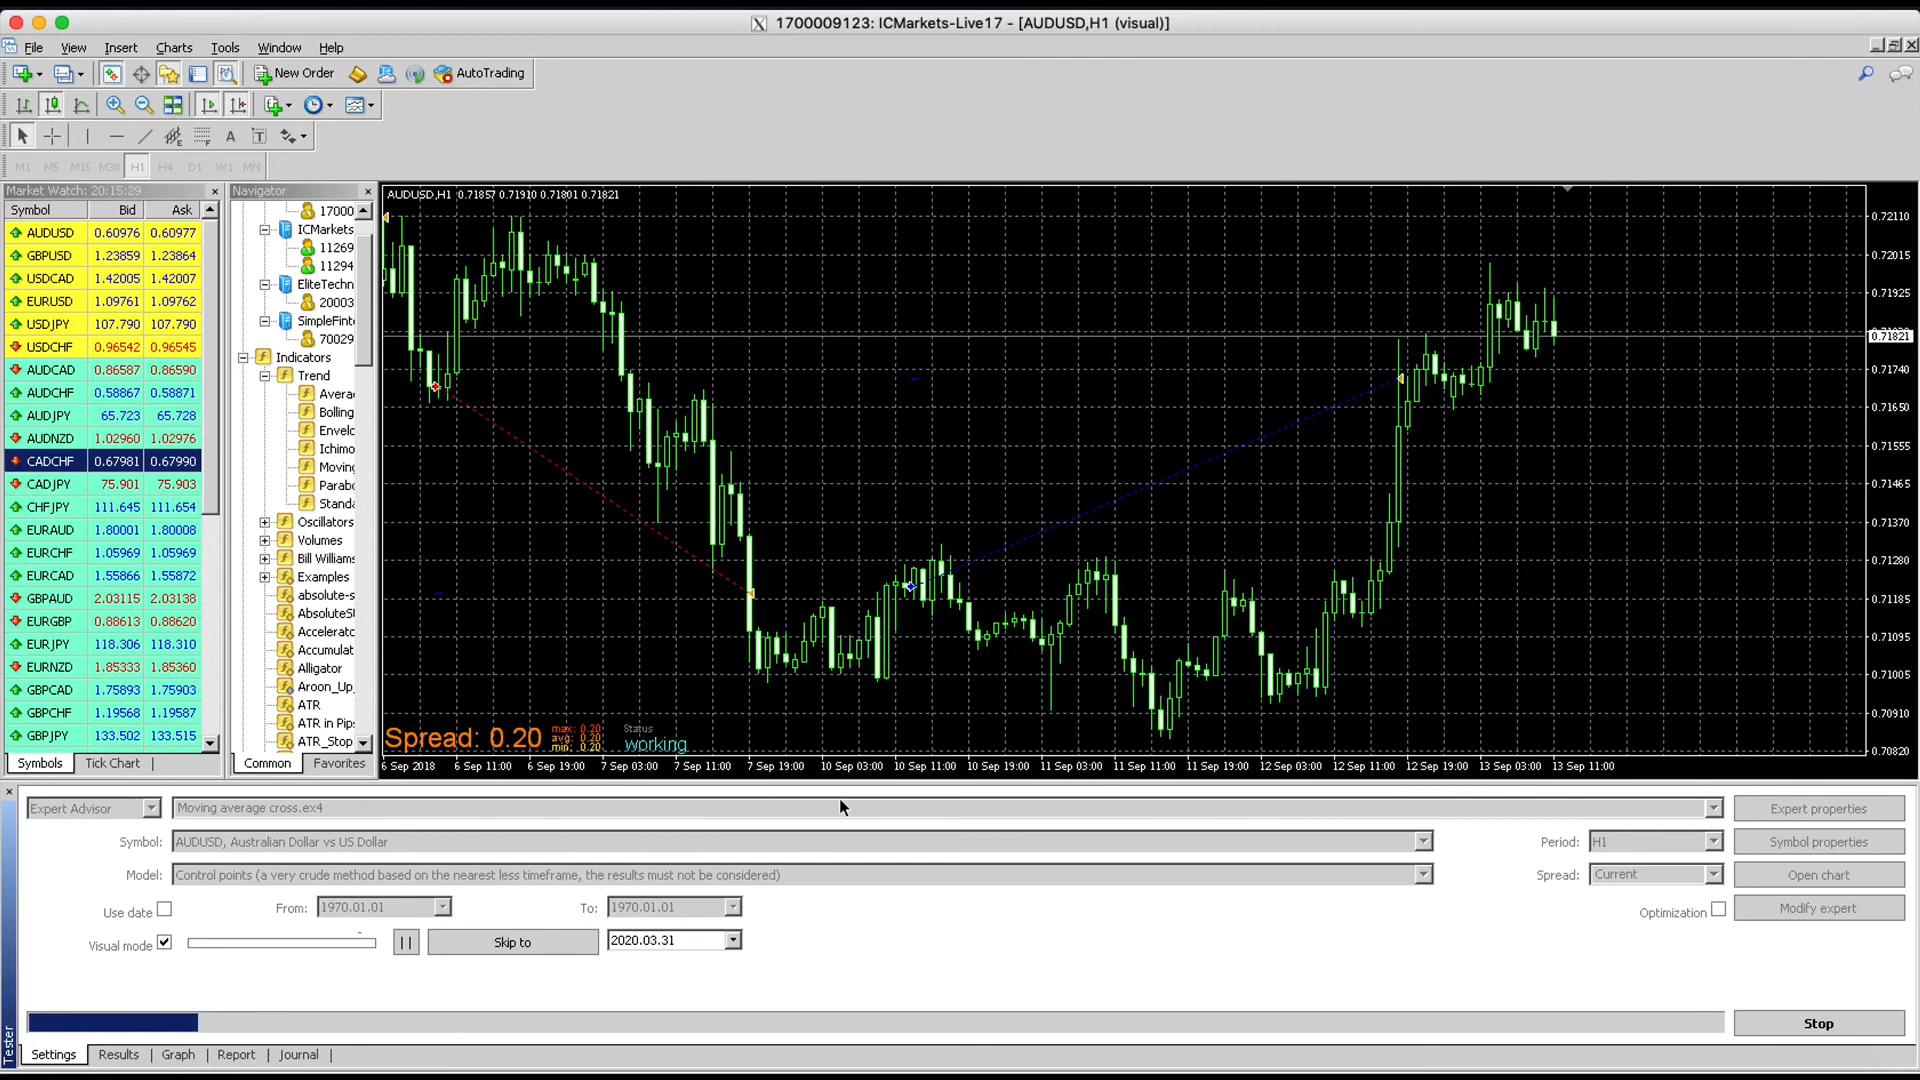 1700009123: ICMarkets-Live17 - [AUDUSD,H1 (visual)]
File View Insert Charts Tools Window Help
New Order AutoTrading
A T
M1 M5 M15 M30 H1 H4 D1 W1 MN
Market Watch: 20:15:29
Symbol Bid Ask
AUDUSD 0.60976 0.60977
GBPUSD 1.23859 1.23864
USDCAD 1.42005 1.42007
EURUSD 1.09761 1.09762
USDJPY 107.790 107.790
USDCHF 0.96542 0.96545
AUDCAD 0.86587 0.86590
AUDCHF 0.58867 0.58871
AUDJPY 65.723 65.728
AUDNZD 1.02960 1.02976
CADCHF 0.67981 0.67990
CADJPY 75.901 75.903
CHFJPY 111.645 111.654
EURAUD 1.80001 1.80008
EURCHF 1.05969 1.05969
EURCAD 1.55866 1.55872
GBPAUD 2.03115 2.03138
EURGBP 0.88613 0.88620
EURJPY 118.306 118.310
EURNZD 1.85333 1.85360
GBPCAD 1.75893 1.75903
GBPCHF 1.19568 1.19587
GBPJPY 133.502 133.515
Symbols Tick Chart
Navigator
17000
ICMarkets
11269
11294
EliteTechn
20003
SimpleFint
70029
Indicators
Trend
Avera
Bolling
Envelo
Ichimo
Moving
Parabo
Standa
Oscillators
Volumes
Bill Williams
Examples
absolute-s
AbsoluteSt
Accelerato
Accumulat
Alligator
Aroon_Up_
ATR
ATR in Pips
ATR_Stop
Common Favorites
AUDUSD,H1 0.71857 0.71910 0.71801 0.71821
0.72110
0.72015
0.71925
0.71821
0.71740
0.71650
0.71555
0.71465
0.71370
0.71280
0.71185
0.71095
0.71005
0.70910
0.70820
Spread: 0.20
max: 0.20
avg: 0.20
min: 0.20
Status
working
6 Sep 2018 6 Sep 11:00 6 Sep 19:00 7 Sep 03:00 7 Sep 11:00 7 Sep 19:00 10 Sep 03:00 10 Sep 11:00 10 Sep 19:00 11 Sep 03:00 11 Sep 11:00 11 Sep 19:00 12 Sep 03:00 12 Sep 11:00 12 Sep 19:00 13 Sep 03:00 13 Sep 11:00
Expert Advisor Moving average cross.ex4 Expert properties
Symbol: AUDUSD, Australian Dollar vs US Dollar Period: H1 Symbol properties
Model: Control points (a very crude method based on the nearest less timeframe, the results must not be considered) Spread: Current Open chart
Use date From: 1970.01.01 To: 1970.01.01 Optimization Modify expert
Visual mode Skip to 2020.03.31
Stop
Tester
Settings Results Graph Report Journal